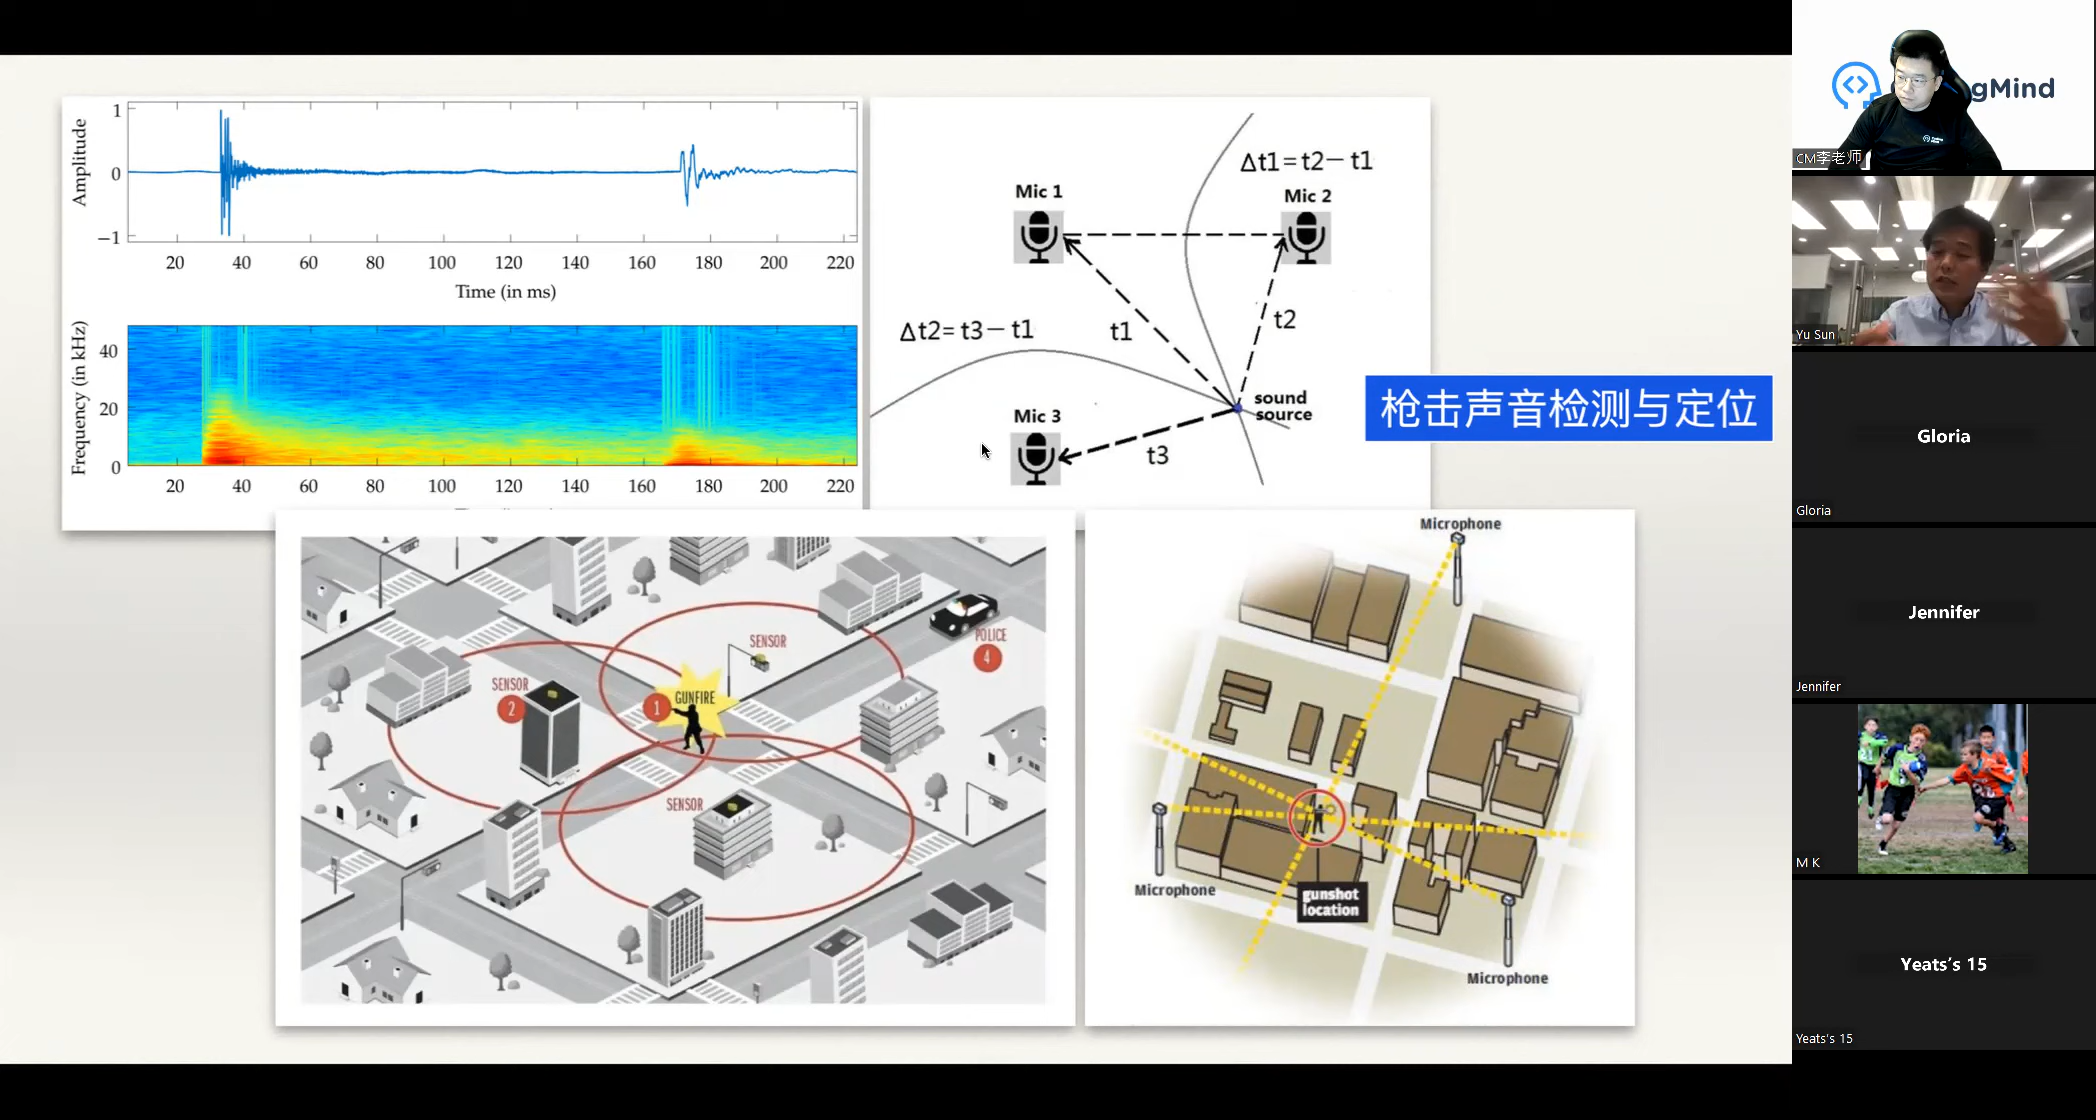 1
0
−1
Amplitude
20 40 60 80 100 120 140 160 180 200 220
Time (in ms)
Frequency (in kHz)
40
20
0
20 40 60 80 100 120 140 160 180 200 220
Δt1=t2−t1
Mic 1
Mic 2
t1
t2
Δt2=t3−t1
sound
source
Mic 3
t3
枪击声音检测与定位
SENSOR
POLICE
4
SENSOR
2
GUNFIRE
1
SENSOR
Microphone
Microphone
gunshot
location
Microphone
gMind
CM李老师
Yu Sun
Gloria
Gloria
Jennifer
Jennifer
M K
Yeats's 15
Yeats's 15